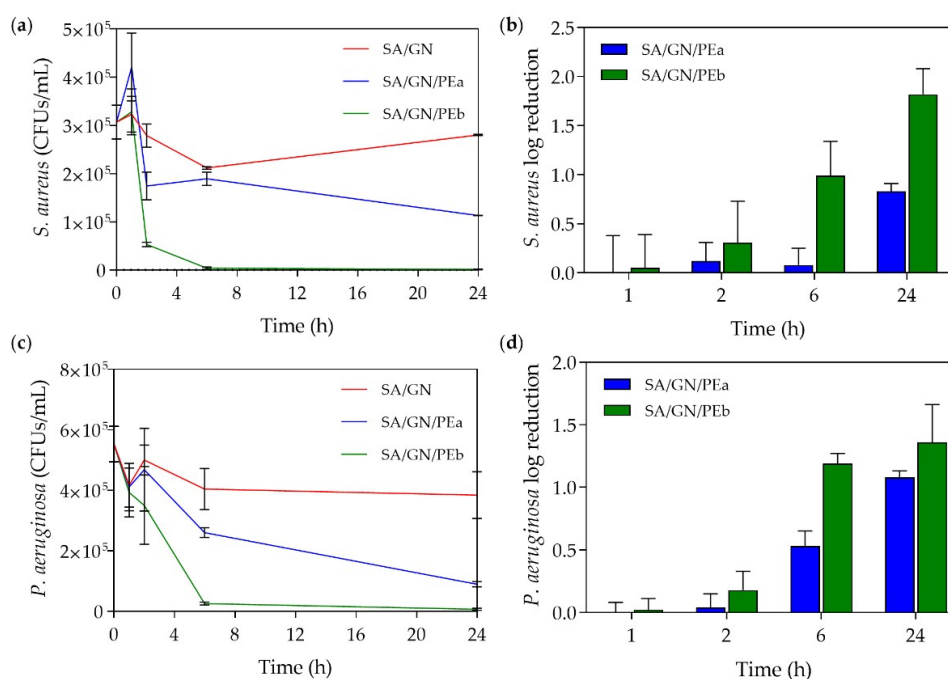 (a)
S. aureus (CFUs/mL)
5×10⁵
4×10⁵
3×10⁵
2×10⁵
1×10⁵
0
SA/GN
SA/GN/PEa
SA/GN/PEb
0 4 8 12 16 20 24
Time (h)
(b)
S. aureus log reduction
2.5
2.0
1.5
1.0
0.5
0.0
SA/GN/PEa
SA/GN/PEb
1 2 6 24
Time (h)
(c)
P. aeruginosa (CFUs/mL)
8×10⁵
6×10⁵
4×10⁵
2×10⁵
0
SA/GN
SA/GN/PEa
SA/GN/PEb
0 4 8 12 16 20 24
Time (h)
(d)
P. aeruginosa log reduction
2.0
1.5
1.0
0.5
0.0
SA/GN/PEa
SA/GN/PEb
1 2 6 24
Time (h)